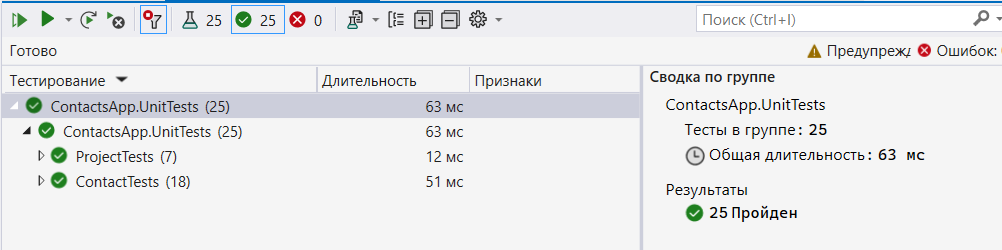 25 25 0 Поиск (Ctrl+I)
Готово Предупреж Ошибок:
Тестирование Длительность Признаки Сводка по группе
ContactsApp.UnitTests (25) 63 мс ContactsApp.UnitTests
ContactsApp.UnitTests (25) 63 мс Тесты в группе: 25
ProjectTests (7) 12 мс Общая длительность: 63 мс
ContactTests (18) 51 мс Результаты
25 Пройден